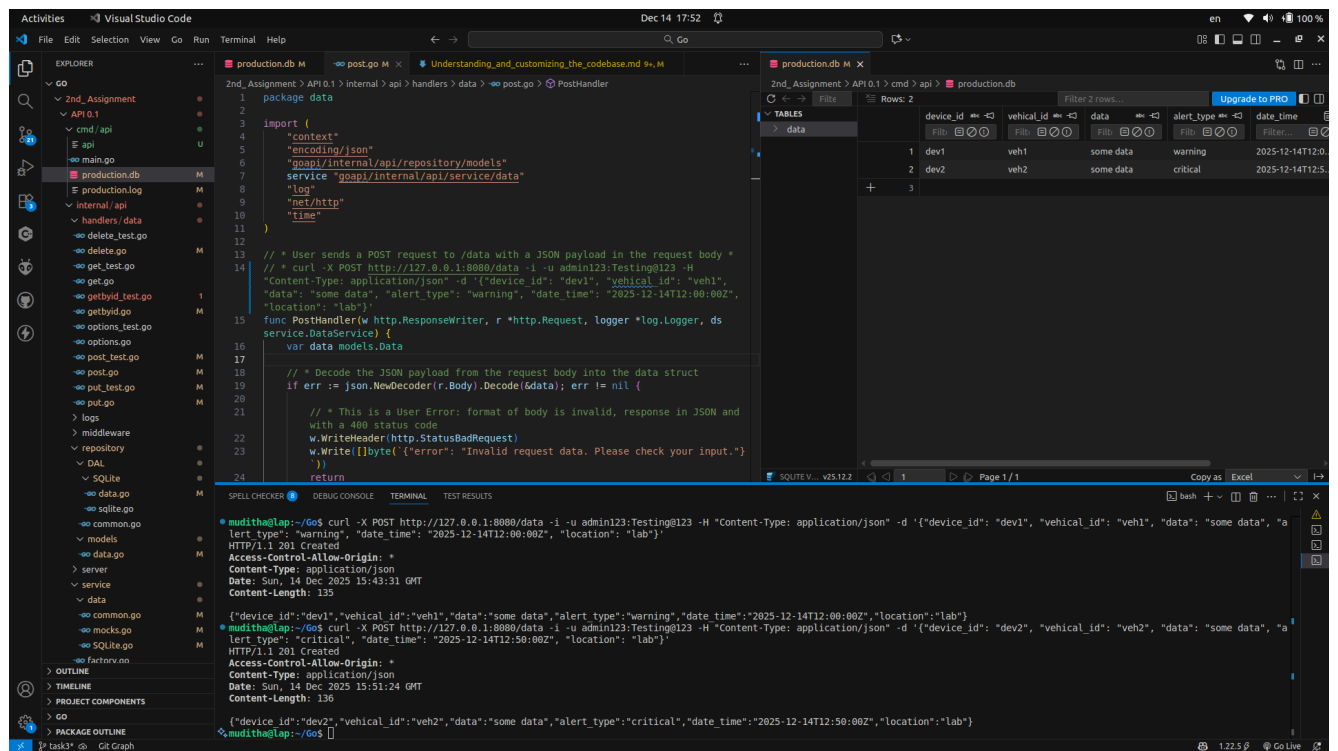 Activities
Visual Studio Code
Dec 14 17:52
en
100 %
File Edit Selection View Go Run Terminal Help
Go
EXPLORER
GO
2nd_Assignment
API 0.1
cmd / api
api U
main.go
production.db M
production.log M
internal / api
handlers / data
delete_test.go
delete.go M
get_test.go
get.go
getbyid_test.go 1
getbyid.go M
options_test.go
options.go
post_test.go M
post.go M
put_test.go M
put.go M
logs
middleware
repository
DAL
SQLite
data.go M
sqlite.go
common.go
models
data.go M
server
service
data
common.go M
mocks.go M
SQLite.go M
factory.go
OUTLINE
TIMELINE
PROJECT COMPONENTS
GO
PACKAGE OUTLINE
production.db M
post.go M
Understanding_and_customizing_the_codebase.md 9+, M
2nd_Assignment > API 0.1 > internal > api > handlers > data > post.go > PostHandler
1 package data
2
3 import (
4 "context"
5 "encoding/json"
6 "goapi/internal/api/repository/models"
7 service "goapi/internal/api/service/data"
8 "log"
9 "net/http"
10 "time"
11 )
12
13 // * User sends a POST request to /data with a JSON payload in the request body *
14 // * curl -X POST http://127.0.0.1:8080/data -i -u admin123:Testing@123 -H
"Content-Type: application/json" -d '{"device_id": "dev1", "vehical_id": "veh1",
"data": "some data", "alert_type": "warning", "date_time": "2025-12-14T12:00:00Z",
"location": "lab"}'
15 func PostHandler(w http.ResponseWriter, r *http.Request, logger *log.Logger, ds
service.DataService) {
16 var data models.Data
17
18 // * Decode the JSON payload from the request body into the data struct
19 if err := json.NewDecoder(r.Body).Decode(&data); err != nil {
20
21 // * This is a User Error: format of body is invalid, response in JSON and
with a 400 status code
22 w.WriteHeader(http.StatusBadRequest)
23 w.Write([]byte(`{"error": "Invalid request data. Please check your input."}
`))
24 return
production.db M
2nd_Assignment > API 0.1 > cmd > api > production.db
Filte
Rows: 2
Filter 2 rows...
Upgrade to PRO
TABLES
data
device_id vehical_id data alert_type date_time
Filt Filt Filt Filt Filter...
1 dev1 veh1 some data warning 2025-12-14T12:0..
2 dev2 veh2 some data critical 2025-12-14T12:5..
3
SQLITE V... v25.12.2
1
Page 1 / 1
Copy as Excel
SPELL CHECKER 8 DEBUG CONSOLE TERMINAL TEST RESULTS
bash
muditha@lap:~/Go$ curl -X POST http://127.0.0.1:8080/data -i -u admin123:Testing@123 -H "Content-Type: application/json" -d '{"device_id": "dev1", "vehical_id": "veh1", "data": "some data", "a
lert_type": "warning", "date_time": "2025-12-14T12:00:00Z", "location": "lab"}'
HTTP/1.1 201 Created
Access-Control-Allow-Origin: *
Content-Type: application/json
Date: Sun, 14 Dec 2025 15:43:31 GMT
Content-Length: 135
{"device_id":"dev1","vehical_id":"veh1","data":"some data","alert_type":"warning","date_time":"2025-12-14T12:00:00Z","location":"lab"}
muditha@lap:~/Go$ curl -X POST http://127.0.0.1:8080/data -i -u admin123:Testing@123 -H "Content-Type: application/json" -d '{"device_id": "dev2", "vehical_id": "veh2", "data": "some data", "a
lert_type": "critical", "date_time": "2025-12-14T12:50:00Z", "location": "lab"}'
HTTP/1.1 201 Created
Access-Control-Allow-Origin: *
Content-Type: application/json
Date: Sun, 14 Dec 2025 15:51:24 GMT
Content-Length: 136
{"device_id":"dev2","vehical_id":"veh2","data":"some data","alert_type":"critical","date_time":"2025-12-14T12:50:00Z","location":"lab"}
muditha@lap:~/Go$
task3* Git Graph
1.22.5 Go Live